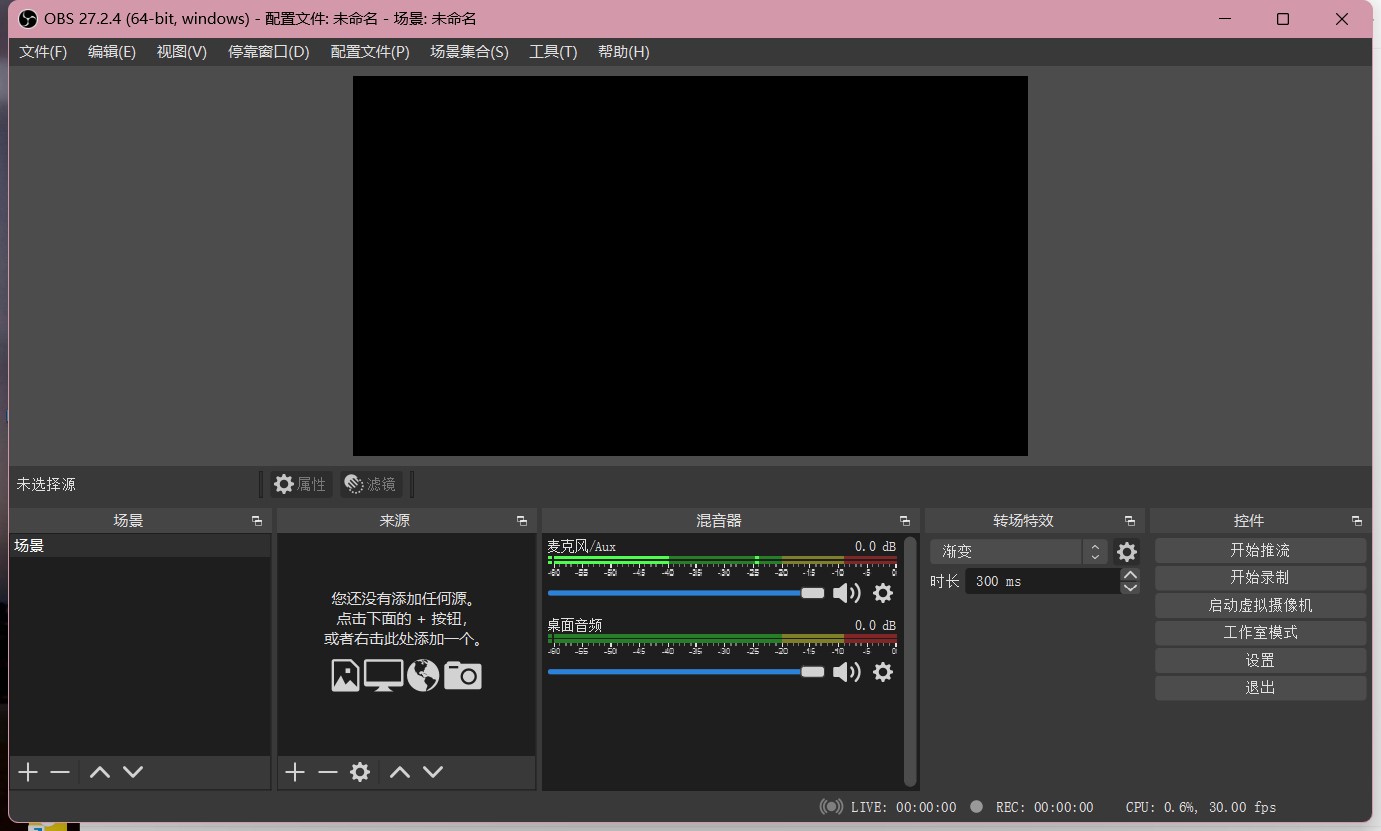 OBS 27.2.4 (64-bit, windows) - 配置文件: 未命名 - 场景: 未命名
文件(F) 编辑(E) 视图(V) 停靠窗口(D) 配置文件(P) 场景集合(S) 工具(T) 帮助(H)
未选择源 属性 滤镜
场景 来源 混音器 转场特效 控件
场景
您还没有添加任何源。
点击下面的 + 按钮，
或者右击此处添加一个。
麦克风/Aux 0.0 dB
-60 -55 -50 -45 -40 -35 -30 -25 -20 -15 -10 -5 0
桌面音频 0.0 dB
-60 -55 -50 -45 -40 -35 -30 -25 -20 -15 -10 -5 0
渐变
时长 300 ms
开始推流
开始录制
启动虚拟摄像机
工作室模式
设置
退出
LIVE: 00:00:00 REC: 00:00:00 CPU: 0.6%, 30.00 fps